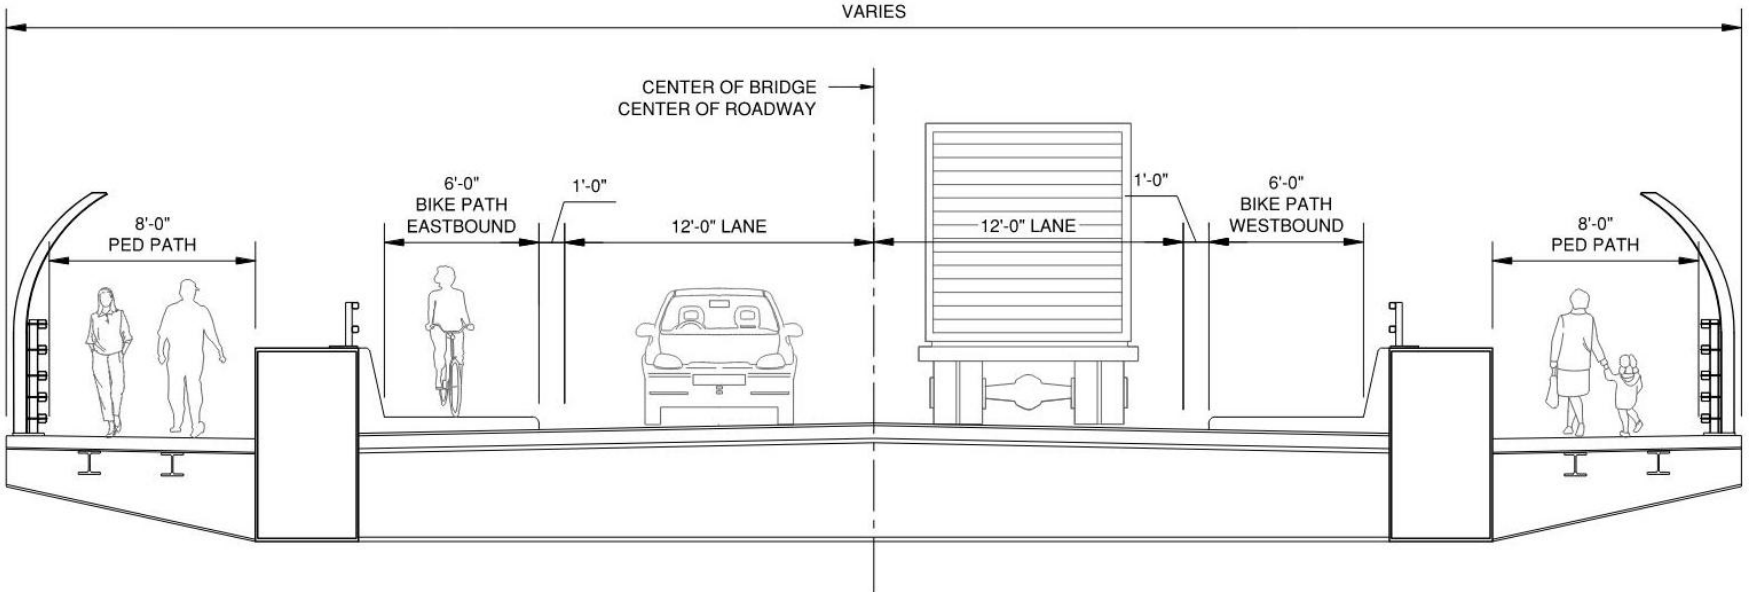 VARIES
CENTER OF BRIDGE
CENTER OF ROADWAY
8'-0"
PED PATH
6'-0"
BIKE PATH
EASTBOUND
1'-0"
12'-0" LANE
12'-0" LANE
1'-0"
6'-0"
BIKE PATH
WESTBOUND
8'-0"
PED PATH